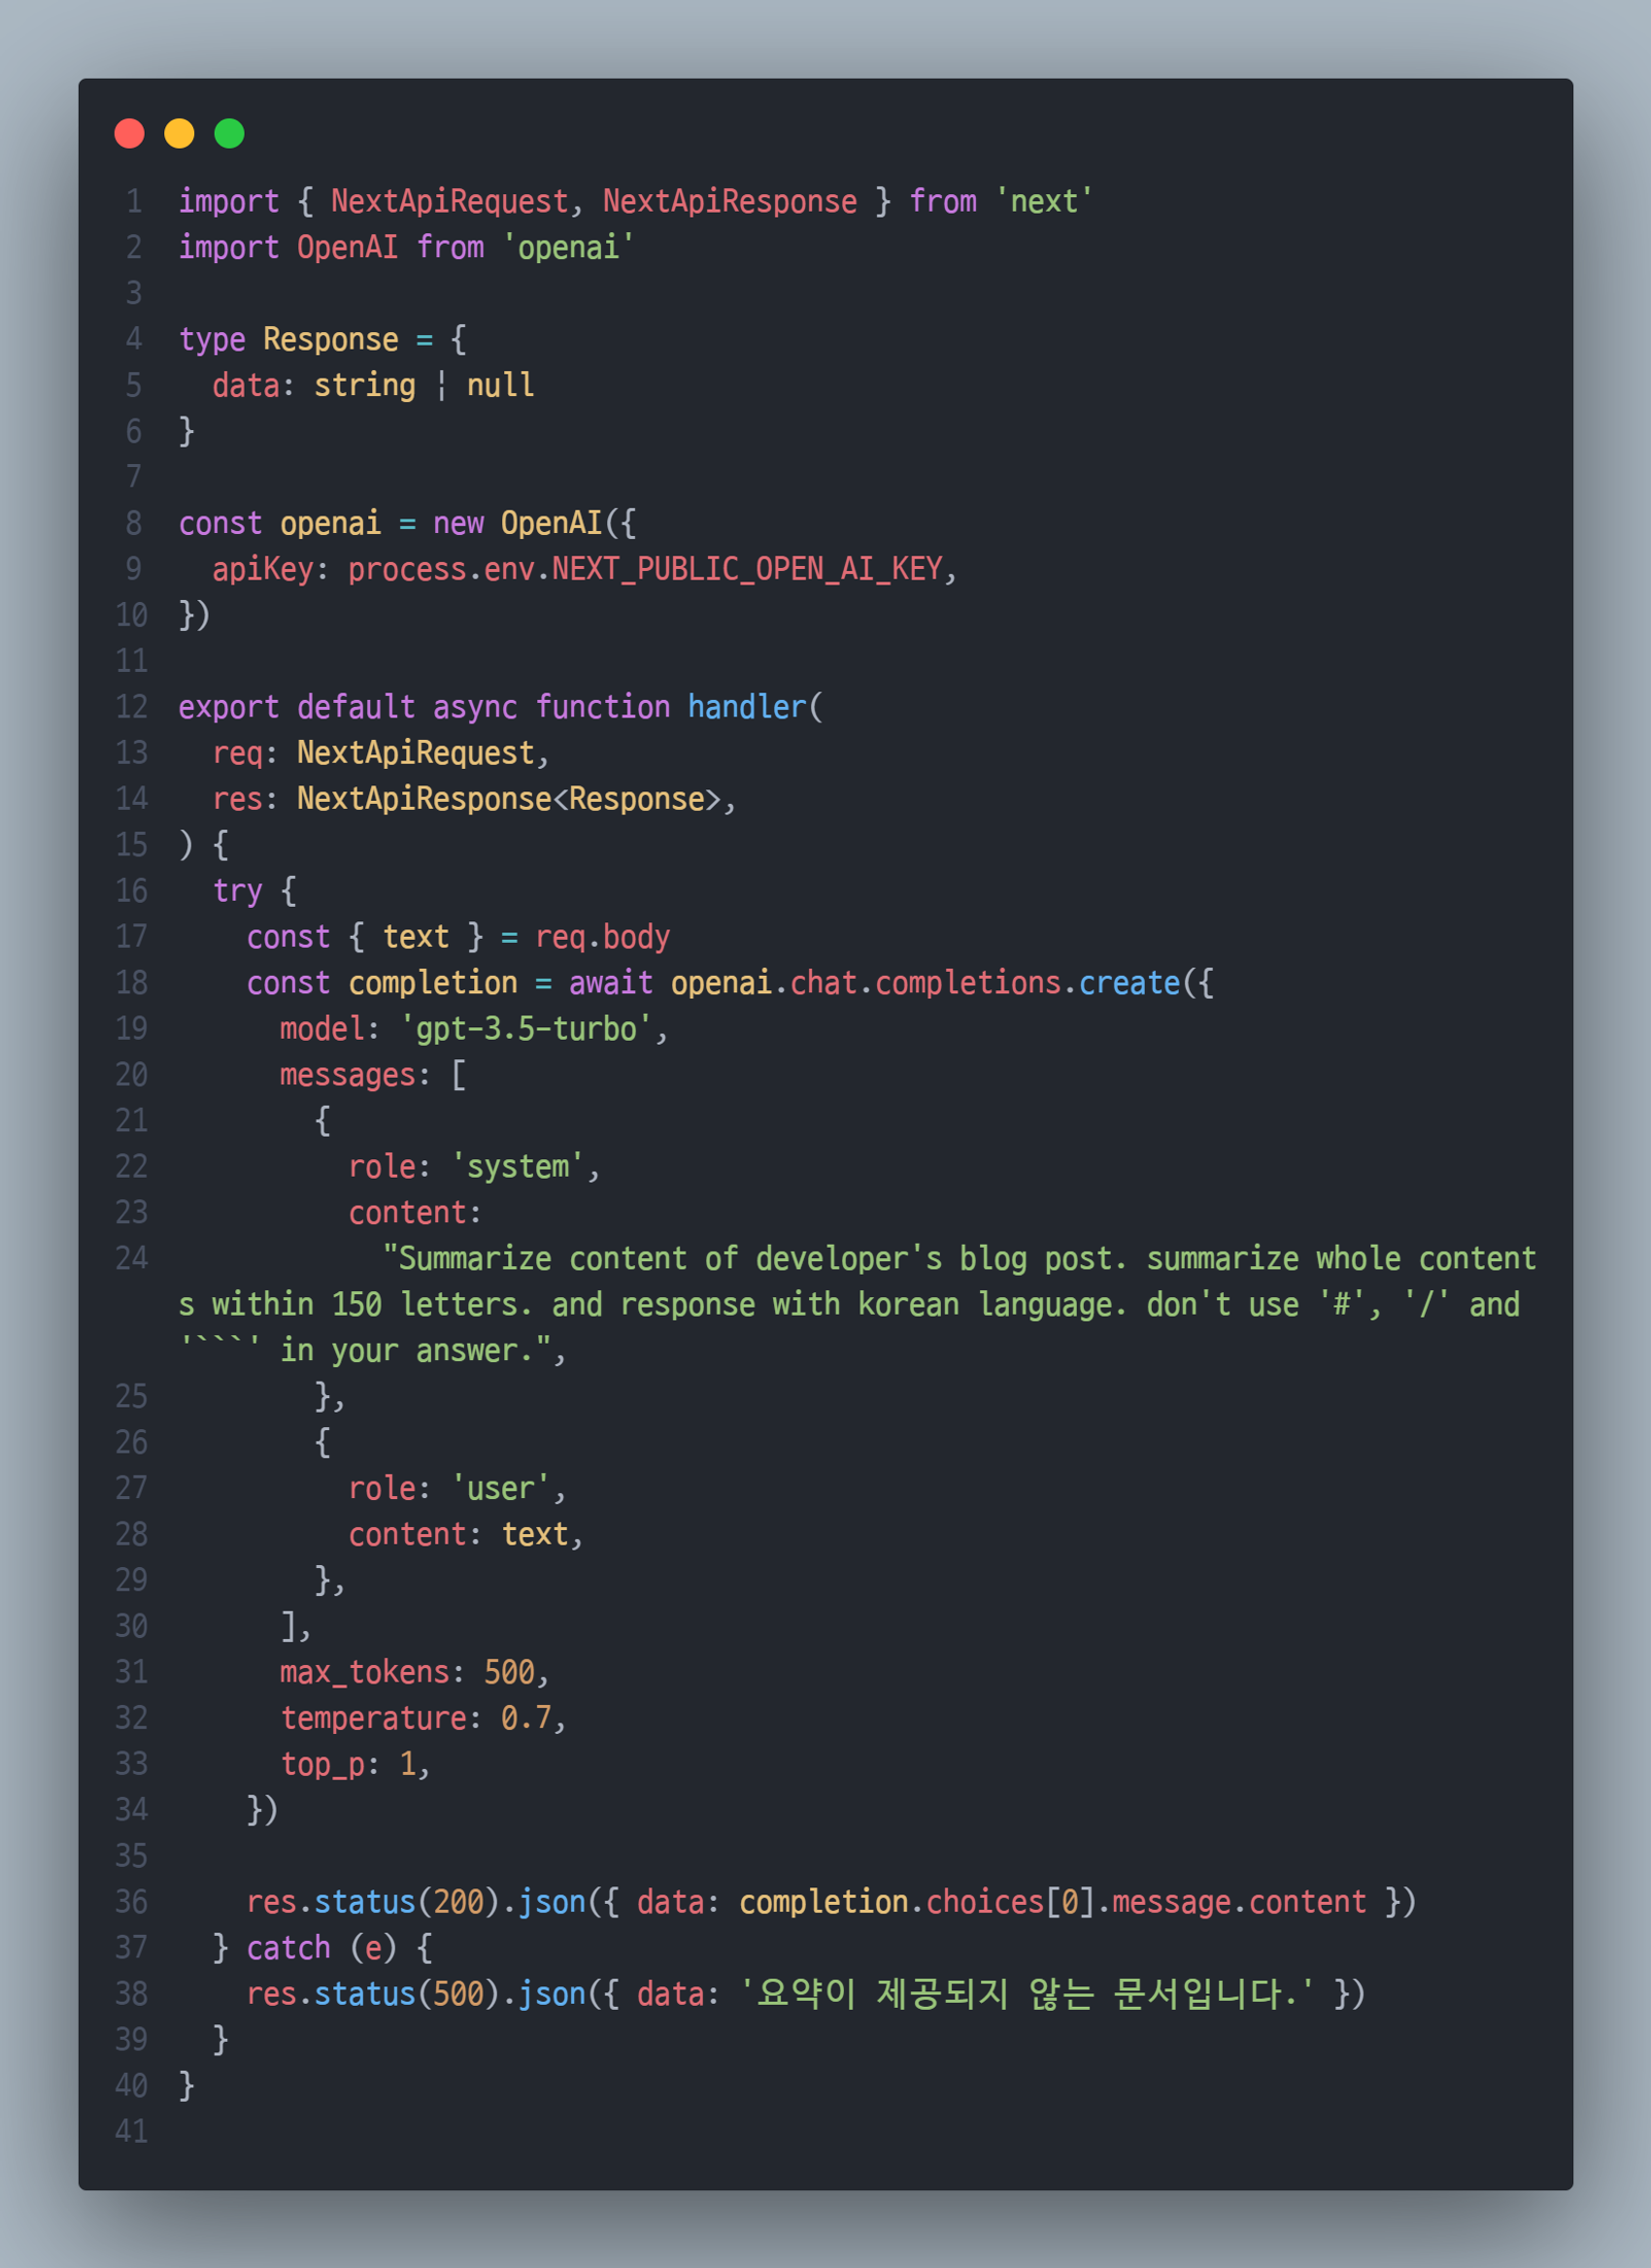 1 import { NextApiRequest, NextApiResponse } from 'next'
2 import OpenAI from 'openai'
3
4 type Response = {
5   data: string | null
6 }
7
8 const openai = new OpenAI({
9   apiKey: process.env.NEXT_PUBLIC_OPEN_AI_KEY,
10 })
11
12 export default async function handler(
13   req: NextApiRequest,
14   res: NextApiResponse<Response>,
15 ) {
16   try {
17     const { text } = req.body
18     const completion = await openai.chat.completions.create({
19       model: 'gpt-3.5-turbo',
20       messages: [
21         {
22           role: 'system',
23           content:
24             "Summarize content of developer's blog post. summarize whole content
s within 150 letters. and response with korean language. don't use '#', '/' and
'````' in your answer.",
25         },
26         {
27           role: 'user',
28           content: text,
29         },
30       ],
31       max_tokens: 500,
32       temperature: 0.7,
33       top_p: 1,
34     })
35
36     res.status(200).json({ data: completion.choices[0].message.content })
37   } catch (e) {
38     res.status(500).json({ data: '요약이 제공되지 않는 문서입니다.' })
39   }
40 }
41